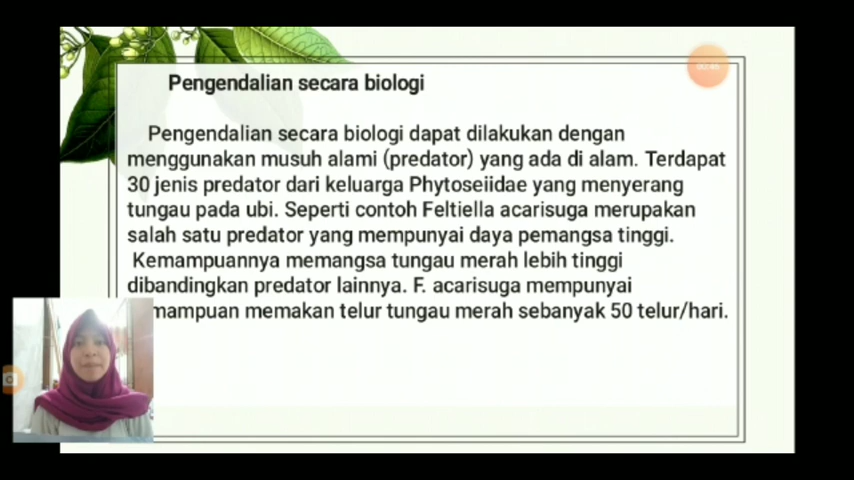 Pengendalian secara biologi
Pengendalian secara biologi dapat dilakukan dengan
menggunakan musuh alami (predator) yang ada di alam. Terdapat
30 jenis predator dari keluarga Phytoseiidae yang menyerang
tungau pada ubi. Seperti contoh Feltiella acarisuga merupakan
salah satu predator yang mempunyai daya pemangsa tinggi.
Kemampuannya memangsa tungau merah lebih tinggi
dibandingkan predator lainnya. F. acarisuga mempunyai
mampuan memakan telur tungau merah sebanyak 50 telur/hari.